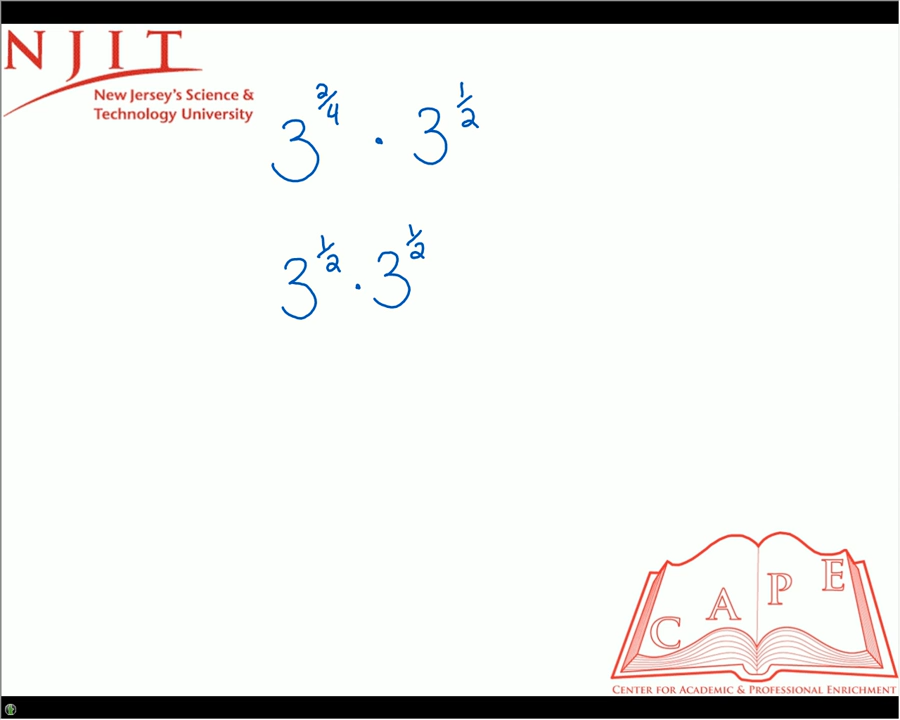 NJIT
New Jersey's Science &
Technology University
3^2/4 · 3^1/2
3^1/2 · 3^1/2
CAPE
CENTER FOR ACADEMIC & PROFESSIONAL ENRICHMENT